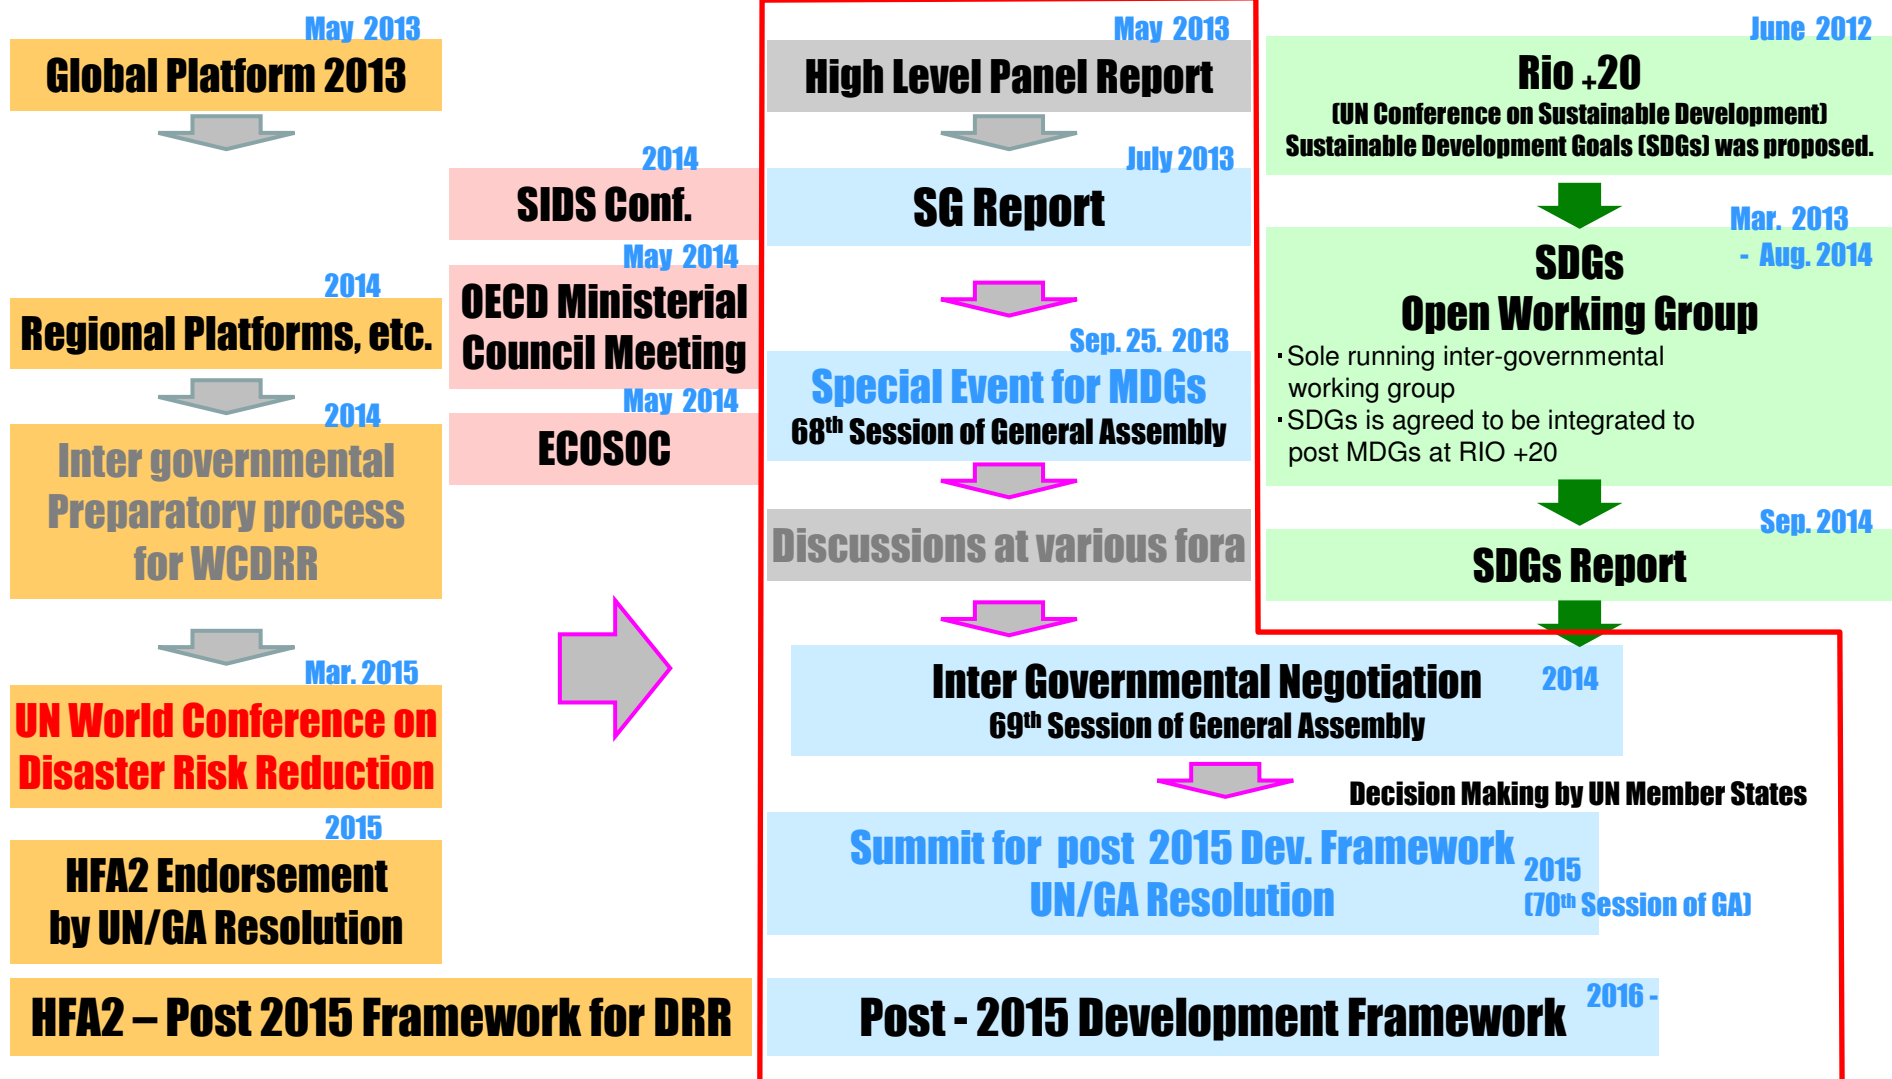 May 2013
Global Platform 2013
2014
Regional Platforms, etc.
2014
Inter governmental
Preparatory process
for WCDRR
Mar. 2015
UN World Conference on
Disaster Risk Reduction
2015
HFA2 Endorsement
by UN/GA Resolution
HFA2 – Post 2015 Framework for DRR
2014
SIDS Conf.
May 2014
OECD Ministerial
Council Meeting
May 2014
ECOSOC
May 2013
High Level Panel Report
July 2013
SG Report
Sep. 25. 2013
Special Event for MDGs
68th Session of General Assembly
Discussions at various fora
Inter Governmental Negotiation
2014
69th Session of General Assembly
Decision Making by UN Member States
Summit for post 2015 Dev. Framework
UN/GA Resolution
2015
(70th Session of GA)
2016 -
Post - 2015 Development Framework
June 2012
Rio +20
(UN Conference on Sustainable Development)
Sustainable Development Goals (SDGs) was proposed.
Mar. 2013
- Aug. 2014
SDGs
Open Working Group
・Sole running inter-governmental
working group
・SDGs is agreed to be integrated to
post MDGs at RIO +20
Sep. 2014
SDGs Report